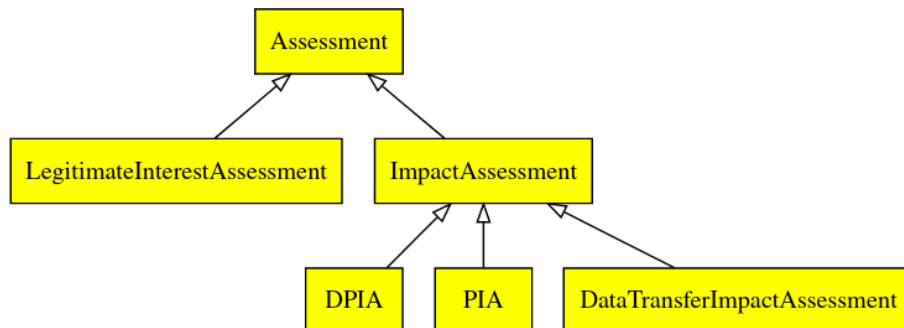 Assessment
LegitimateInterestAssessment
ImpactAssessment
DPIA
PIA
DataTransferImpactAssessment